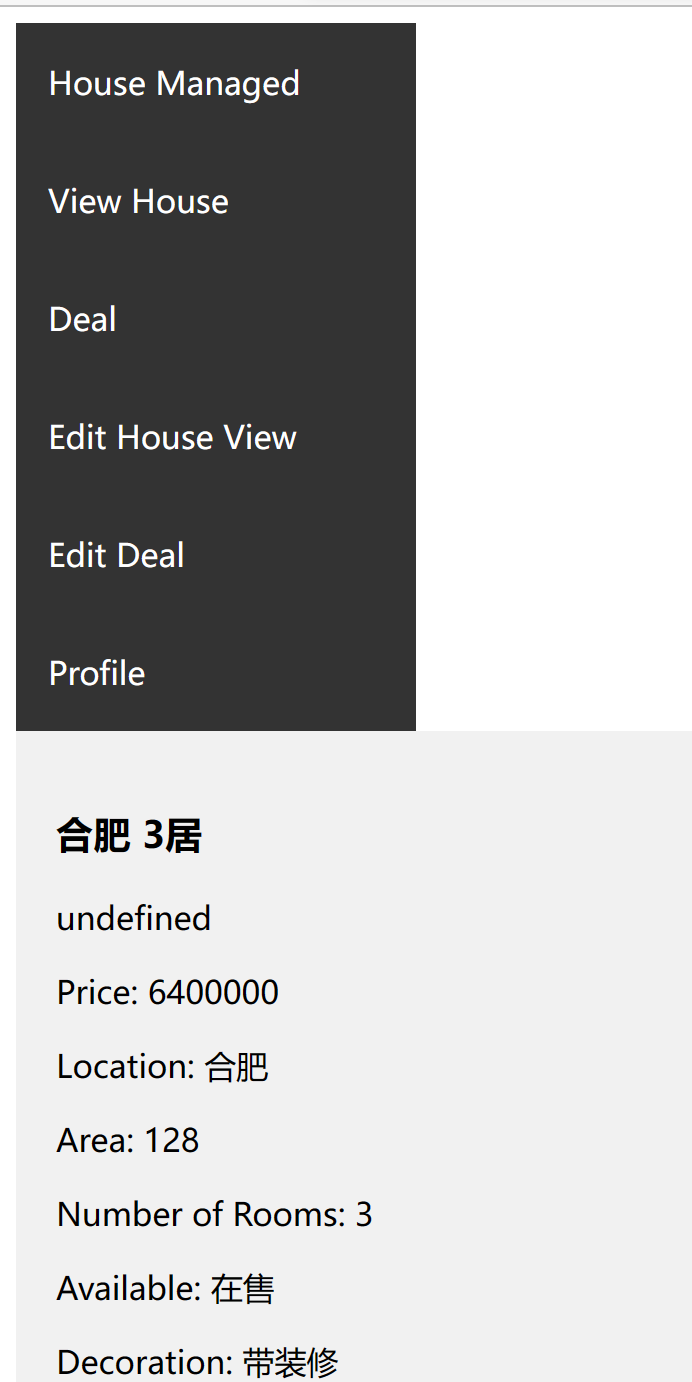 House Managed
View House
Deal
Edit House View
Edit Deal
Profile
合肥 3居
undefined
Price: 6400000
Location: 合肥
Area: 128
Number of Rooms: 3
Available: 在售
Decoration: 带装修